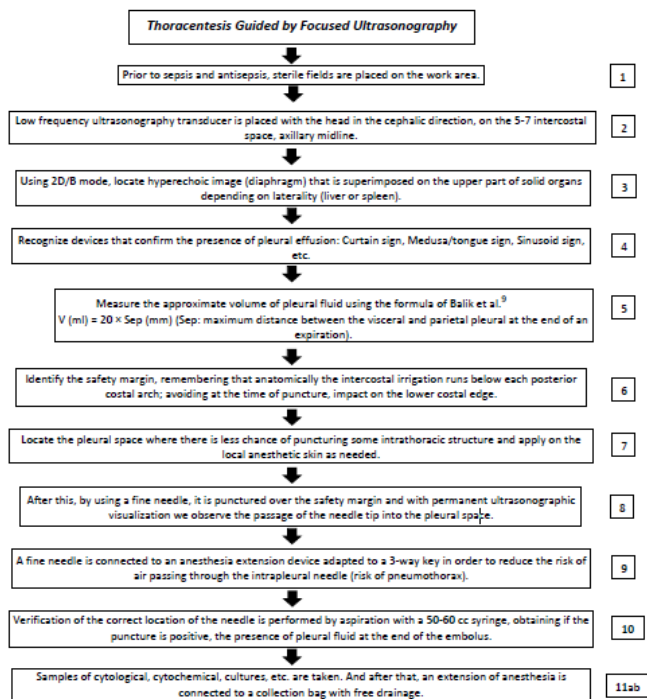 Thoracentesis Guided by Focused Ultrasonography
Prior to sepsis and antisepsis, sterile fields are placed on the work area.
1
Low frequency ultrasonography transducer is placed with the head in the cephalic direction, on the 5-7 intercostal
space, axillary midline.
2
Using 2D/B mode, locate hyperechoic image (diaphragm) that is superimposed on the upper part of solid organs
depending on laterality (liver or spleen).
3
Recognize devices that confirm the presence of pleural effusion: Curtain sign, Medusa/tongue sign, Sinusoid sign,
etc.
4
Measure the approximate volume of pleural fluid using the formula of Balik et al.9
V (ml) = 20 × Sep (mm) (Sep: maximum distance between the visceral and parietal pleural at the end of an
expiration).
5
Identify the safety margin, remembering that anatomically the intercostal irrigation runs below each posterior
costal arch; avoiding at the time of puncture, impact on the lower costal edge.
6
Locate the pleural space where there is less chance of puncturing some intrathoracic structure and apply on the
local anesthetic skin as needed.
7
After this, by using a fine needle, it is punctured over the safety margin and with permanent ultrasonographic
visualization we observe the passage of the needle tip into the pleural space.
8
A fine needle is connected to an anesthesia extension device adapted to a 3-way key in order to reduce the risk of
air passing through the intrapleural needle (risk of pneumothorax).
9
Verification of the correct location of the needle is performed by aspiration with a 50-60 cc syringe, obtaining if the
puncture is positive, the presence of pleural fluid at the end of the embolus.
10
Samples of cytological, cytochemical, cultures, etc. are taken. And after that, an extension of anesthesia is
connected to a collection bag with free drainage.
11ab